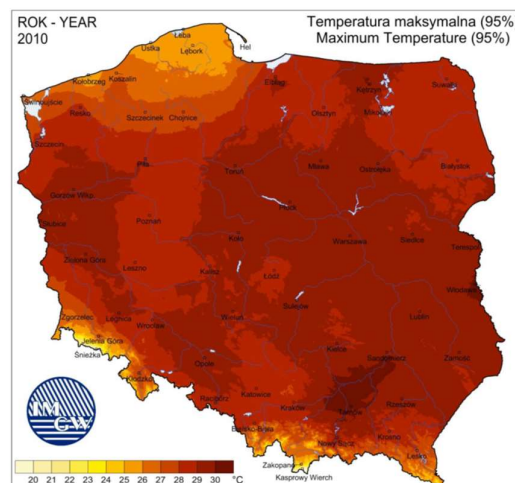 ROK - YEAR
2010
Temperatura maksymalna (95%
Maximum Temperature (95%)
Łeba
Ustka
Lębork
Hel
Koszalin
Kołobrzeg
Świnoujście
Resko
Szczecinek
Chojnice
Elbląg
Kętrzyn
Suwałki
Olsztyn
Mikołajki
Szczecin
Piła
Toruń
Mława
Ostrołęka
Białystok
Gorzów Wlkp.
Płock
Słubice
Poznań
Koło
Warszawa
Siedlce
Terespol
Zielona Góra
Leszno
Kalisz
Łódź
Włodawa
Sulejów
Zgorzelec
Legnica
Wrocław
Wieluń
Lublin
Jelenia Góra
Śnieżka
Kielce
Sandomierz
Zamość
Opole
Kłodzko
Katowice
Racibórz
Kraków
Tarnów
Rzeszów
Bielsko-Biała
Nowy Sącz
Krosno
Lesko
Zakopane
Kasprowy Wierch
IM
GW
20 21 22 23 24 25 26 27 28 29 30 °C